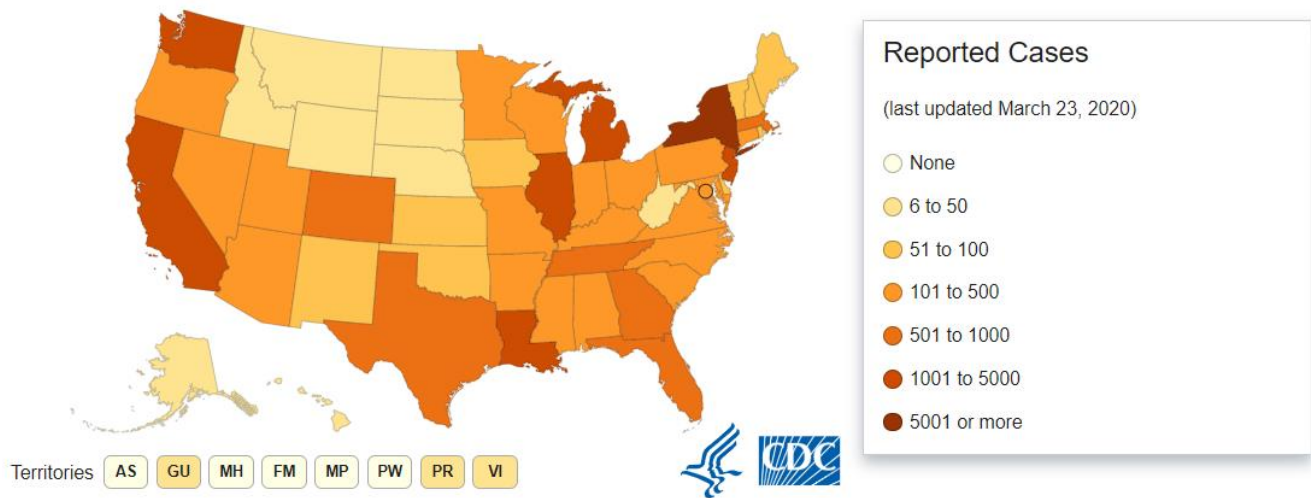 Reported Cases
(last updated March 23, 2020)
None
6 to 50
51 to 100
101 to 500
501 to 1000
1001 to 5000
5001 or more
Territories AS GU MH FM MP PW PR VI
CDC